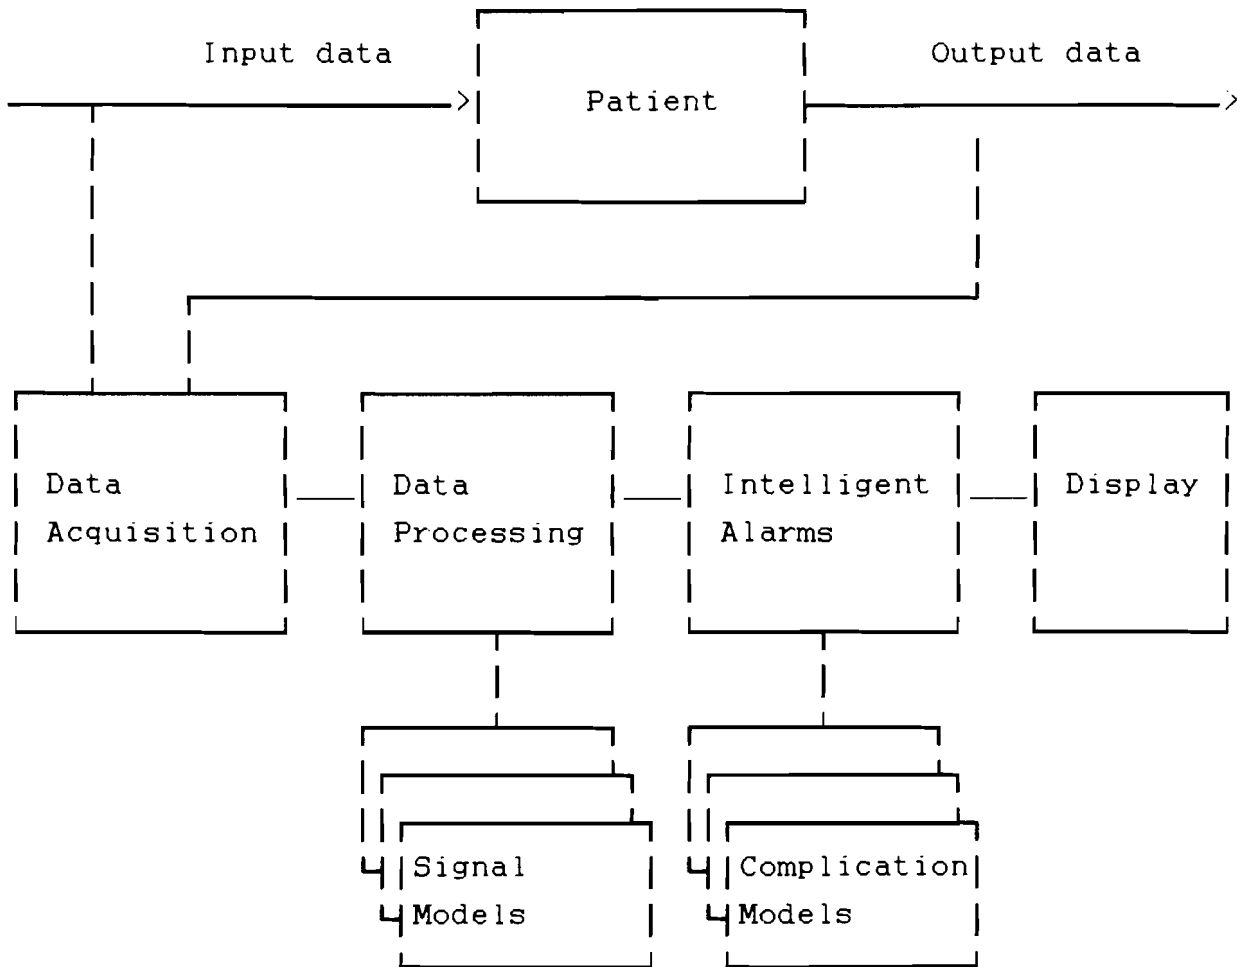 Input data
Patient
Output data
Data
Acquisition
Data
Processing
Intelligent
Alarms
Display
Signal
Models
Complication
Models